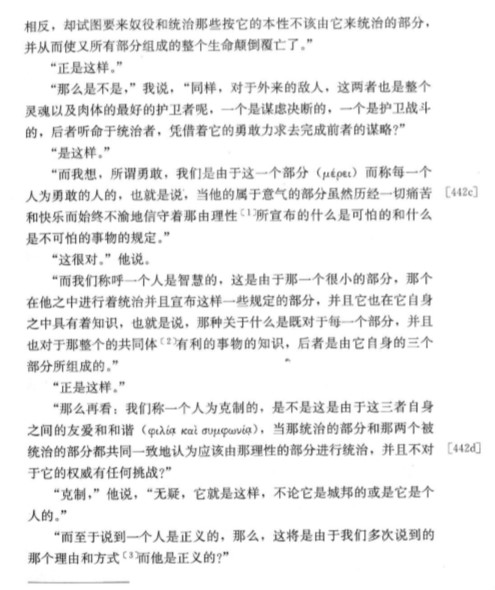 相反，却试图要来奴役和统治那些按它的本性不该由它来统治的部分，
并从而使又所有部分组成的整个生命颠倒覆亡了。”
“正是这样。”
“那么是不是，”我说，“同样，对于外来的敌人，这两者也是整个
灵魂以及肉体的最好的护卫者呢，一个是谋虑决断的，一个是护卫战斗
的，后者听命于统治者，凭借着它的勇敢力求去完成前者的谋略？”
“是这样。”
“而我想，所谓勇敢，我们是由于这一个部分（μέρει）而称每一个
人为勇敢的人的，也就是说，当他的属于意气的部分虽然历经一切痛苦 [442c]
和快乐而始终不渝地信守着那由理性〔1〕所宣布的什么是可怕的和什么
是不可怕的事物的规定。”
“这很对。”他说。
“而我们称呼一个人是智慧的，这是由于那一个很小的部分，那个
在他之中进行着统治并且宣布这样一些规定的部分，并且它也在它自身
之中具有着知识，也就是说，那种关于什么是既对于每一个部分，并且
也对于那整个的共同体〔2〕有利的事物的知识，后者是由它自身的三个
部分所组成的。”
“正是这样。”
“那么再看：我们称一个人为克制的，是不是这是由于这三者自身
之间的友爱和和谐（φιλίᾳ καὶ συμφωνίᾳ），当那统治的部分和那两个被
统治的部分都共同一致地认为应该由那理性的部分进行统治，并且不对 [442d]
于它的权威有任何挑战？”
“克制，”他说，“无疑，它就是这样，不论它是城邦的或是它是个
人的。”
“而至于说到一个人是正义的，那么，这将是由于我们多次说到的
那个理由和方式〔3〕而他是正义的？”